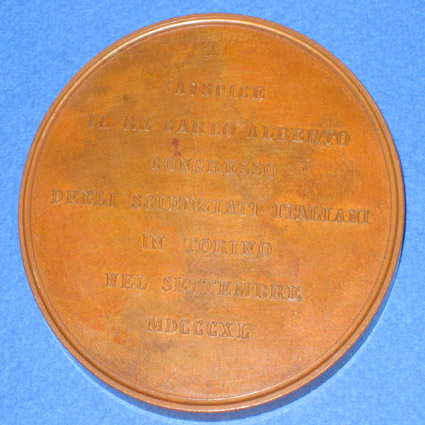 AUSPICE
IL RE CARLO ALBERTO
CONGRESSO
DEGLI SCIENZIATI ITALIANI
IN TORINO
NEL SETTEMBRE
MDCCCXL